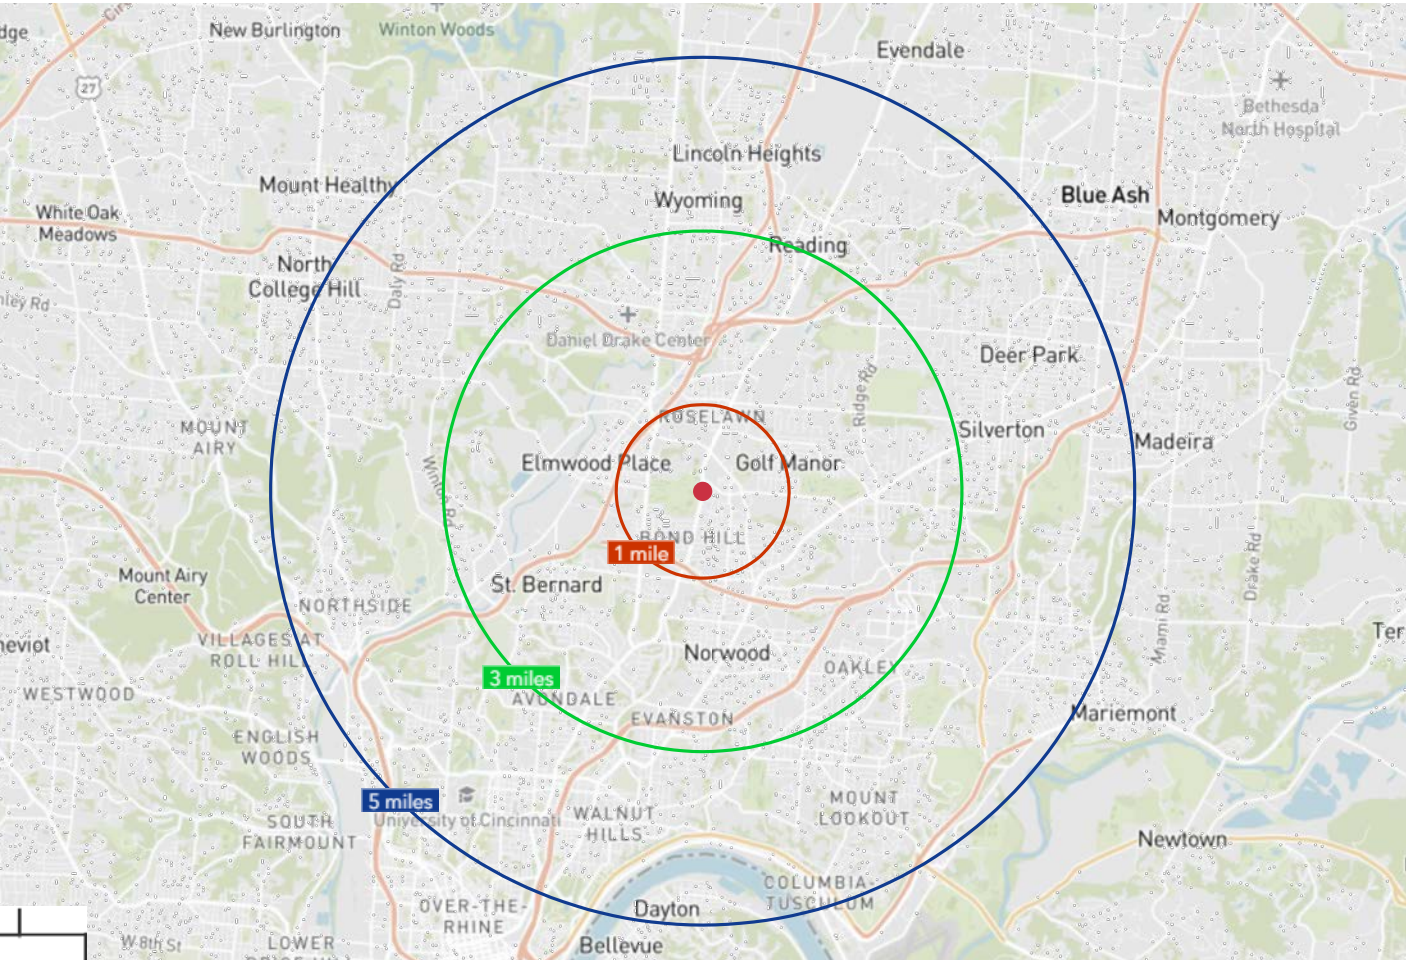 dge
Cir
New Burlington
Winton Woods
Evendale
27
Bethesda
North Hospital
Lincoln Heights
Mount Healthy
Wyoming
Blue Ash
White Oak
Meadows
Montgomery
Reading
North
College Hill
Daly Rd
nley Rd
Daniel Drake Center
Deer Park
Ridge Rd
Given Rd
ROSELAWN
MOUNT
AIRY
Silverton
Madeira
Elmwood Place
Golf Manor
Winton Rd
BOND HILL
1 mile
Mount Airy
Center
St. Bernard
Drake Rd
NORTHSIDE
Miami Rd
heviot
VILLAGES AT
ROLL HILL
Ter
Norwood
OAKLEY
3 miles
WESTWOOD
AVONDALE
EVANSTON
Mariemont
ENGLISH
WOODS
5 miles
University of Cincinnati
SOUTH
FAIRMOUNT
WALNUT
HILLS
MOUNT
LOOKOUT
Newtown
COLUMBIA-
TUSCULUM
OVER-THE-
RHINE
Dayton
W 8th St
LOWER
Bellevue